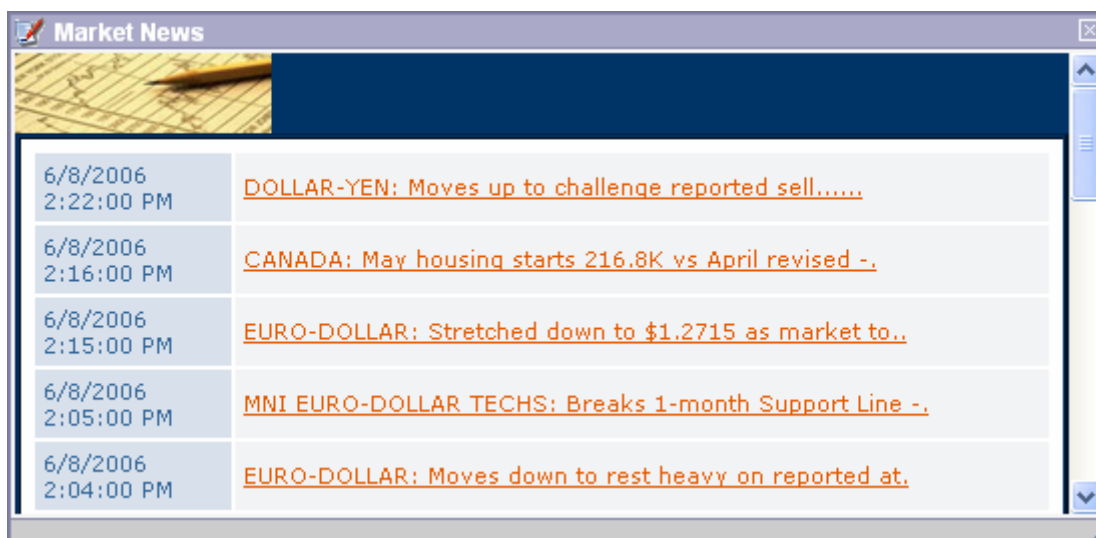 Market News
6/8/2006
2:22:00 PM
DOLLAR-YEN: Moves up to challenge reported sell......
6/8/2006
2:16:00 PM
CANADA: May housing starts 216.8K vs April revised -.
6/8/2006
2:15:00 PM
EURO-DOLLAR: Stretched down to $1.2715 as market to..
6/8/2006
2:05:00 PM
MNI EURO-DOLLAR TECHS: Breaks 1-month Support Line -.
6/8/2006
2:04:00 PM
EURO-DOLLAR: Moves down to rest heavy on reported at.